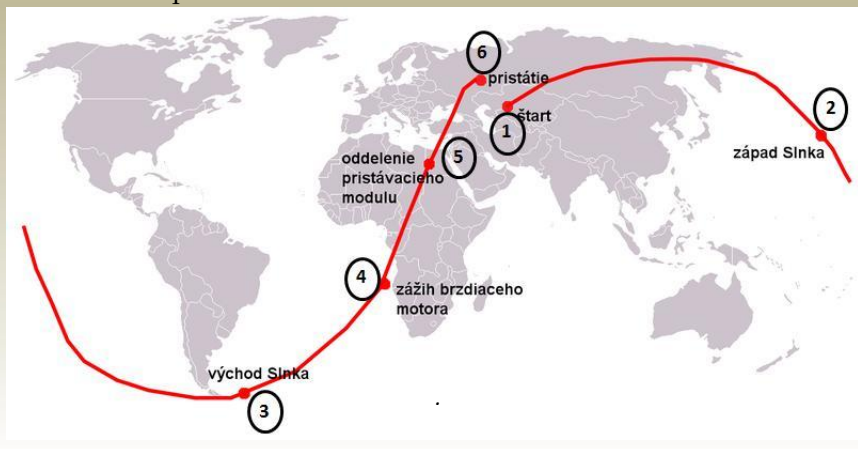 6
pristátie
1
štart
2
západ Slnka
oddelenie
pristávacieho
modulu
5
4
zážih brzdiaceho
motora
východ Slnka
3